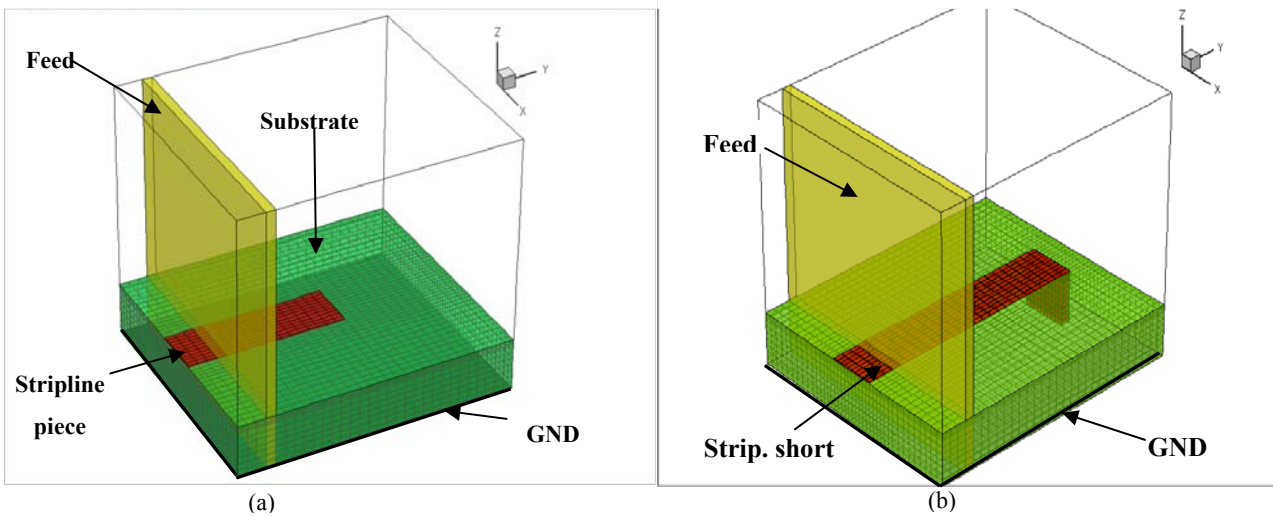 Feed
Substrate
Stripline
piece
GND
Z
Y
X
(a)
Feed
Strip. short
GND
Z
Y
X
(b)